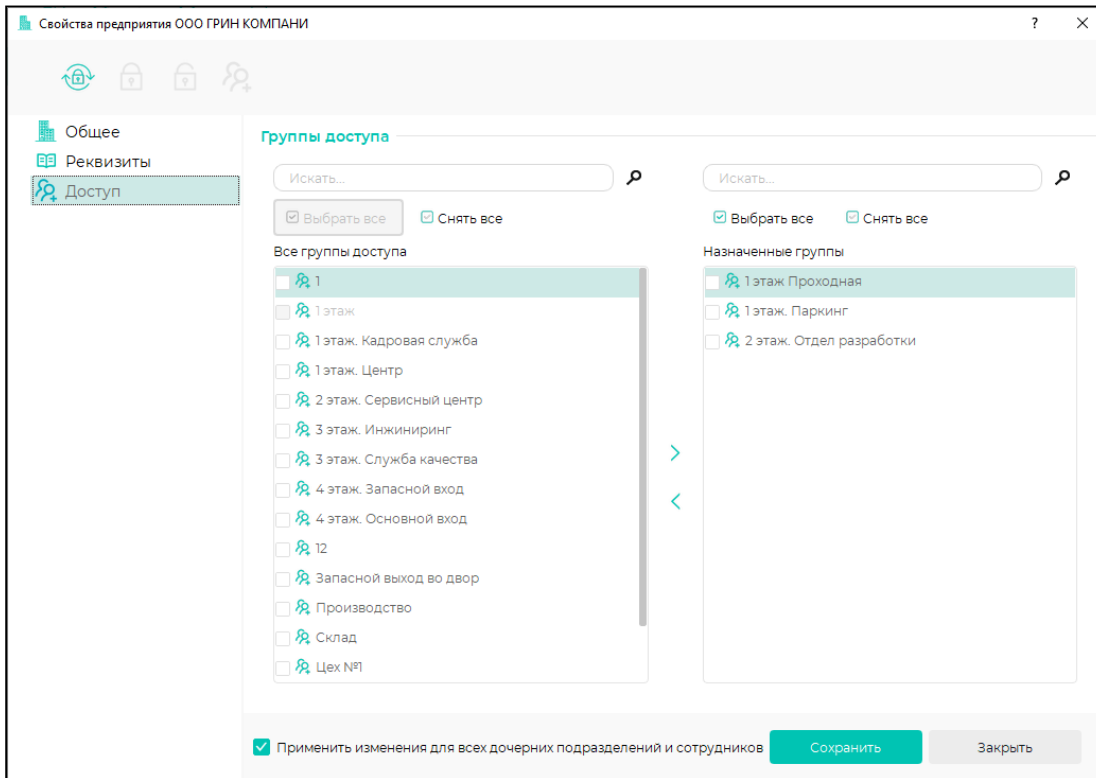 Свойства предприятия ООО ГРИН КОМПАНИ
?
Общее
Реквизиты
Доступ
Группы доступа
Искать...
Выбрать все
Снять все
Все группы доступа
1
1 этаж
1 этаж. Кадровая служба
1 этаж. Центр
2 этаж. Сервисный центр
3 этаж. Инжиниринг
3 этаж. Служба качества
4 этаж. Запасной вход
4 этаж. Основной вход
12
Запасной выход во двор
Производство
Склад
Цех №1
Искать...
Выбрать все
Снять все
Назначенные группы
1 этаж Проходная
1 этаж. Паркинг
2 этаж. Отдел разработки
Применить изменения для всех дочерних подразделений и сотрудников
Сохранить
Закрыть